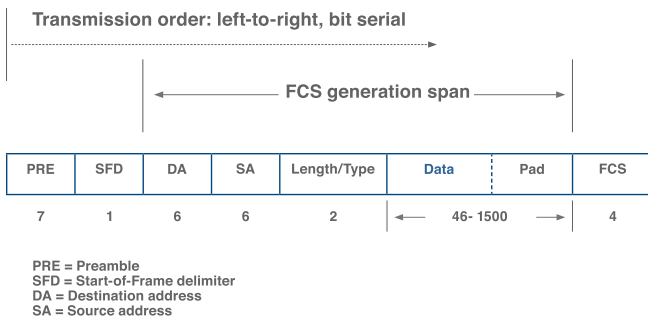 Transmission order: left-to-right, bit serial
FCS generation span
PRE SFD DA SA Length/Type Data Pad FCS
7 1 6 6 2 46- 1500 4
PRE = Preamble
SFD = Start-of-Frame delimiter
DA = Destination address
SA = Source address